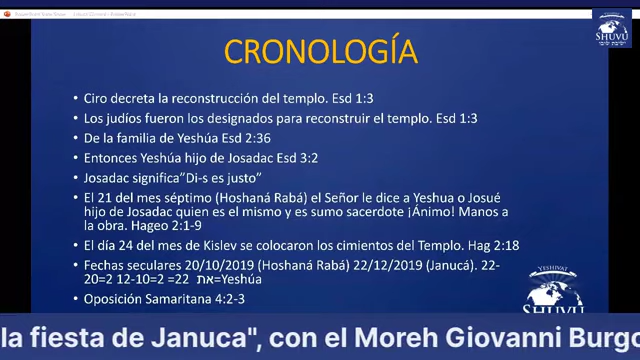 SHUVU
CRONOLOGÍA
• Ciro decreta la reconstrucción del templo. Esd 1:3
• Los judíos fueron los designados para reconstruir el templo. Esd 1:3
• De la familia de Yeshúa Esd 2:36
• Entonces Yeshúa hijo de Josadac Esd 3:2
• Josadac significa"Di-s es justo"
• El 21 del mes séptimo (Hoshaná Rabá) el Señor le dice a Yeshua o Josué
hijo de Josadac quien es el mismo y es sumo sacerdote ¡Ánimo! Manos a
la obra. Hageo 2:1-9
• El día 24 del mes de Kislev se colocaron los cimientos del Templo. Hag 2:18
• Fechas seculares 20/10/2019 (Hoshaná Rabá) 22/12/2019 (Janucá). 22-
20=2 12-10=2 =22 את=Yeshúa
• Oposición Samaritana 4:2-3
YESHIVAT
SHUVU
la fiesta de Januca", con el Moreh Giovanni Burgo